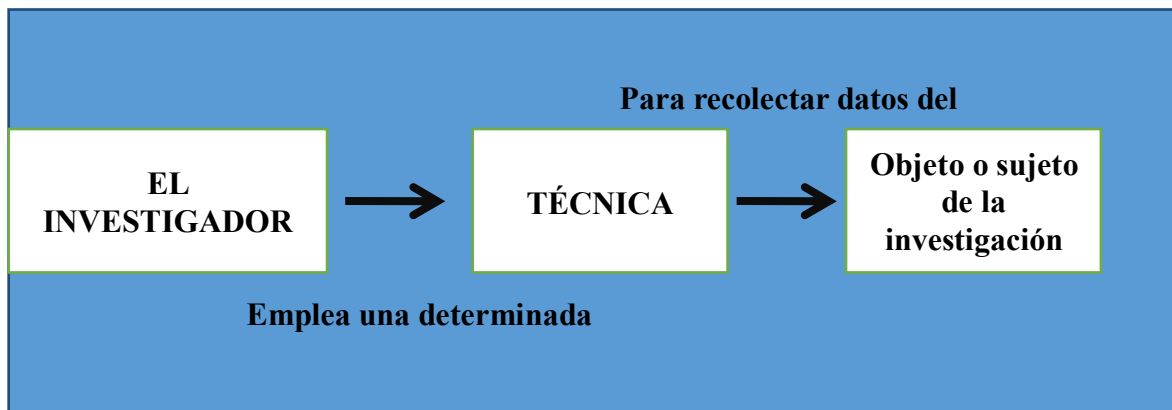 Para recolectar datos del
EL
INVESTIGADOR
TÉCNICA
Objeto o sujeto
de la
investigación
Emplea una determinada